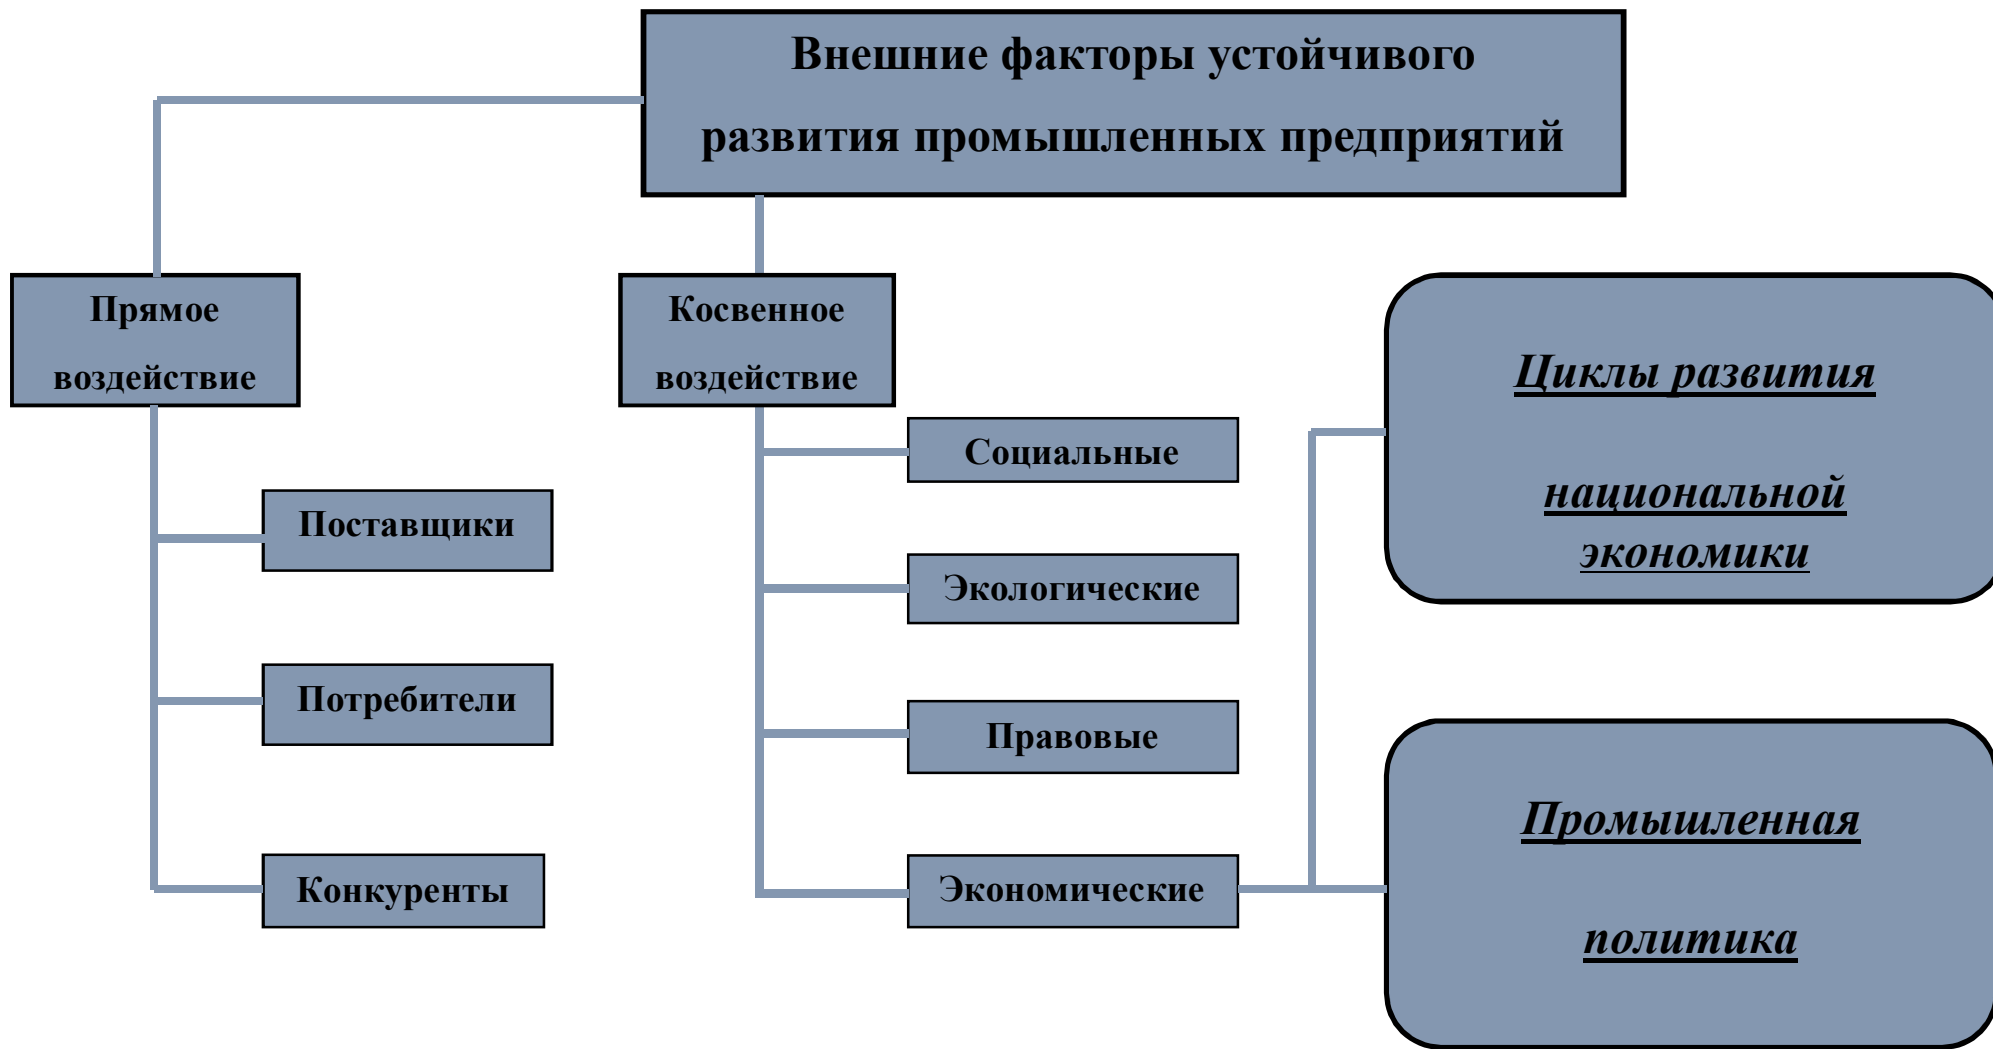 Внешние факторы устойчивого
развития промышленных предприятий
Прямое
воздействие
Косвенное
воздействие
Поставщики
Потребители
Конкуренты
Социальные
Экологические
Правовые
Экономические
Циклы развития
национальной
экономики
Промышленная
политика